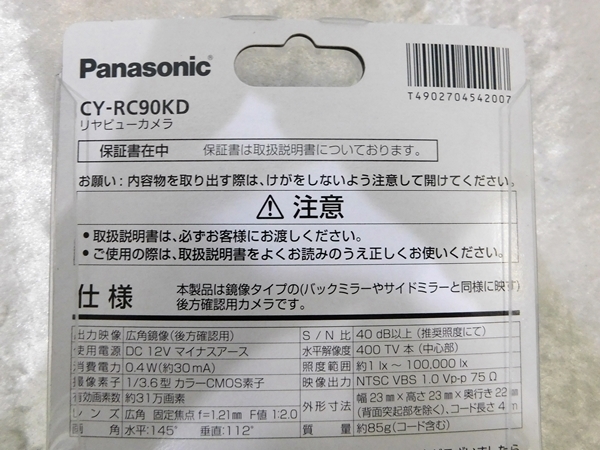 Panasonic
CY-RC90KD
リヤビューカメラ
T4902704542007
保証書在中 保証書は取扱説明書についております。
お願い：内容物を取り出す際は、けがをしないよう注意して開けてください。
⚠ 注意
●取扱説明書は、必ずお客様にお渡しください。
●ご使用の際は、取扱説明書をよくお読みのうえ正しくお使いください。
仕様
本製品は鏡像タイプの(バックミラーやサイドミラーと同様に映す)
後方確認用カメラです。
出力映像 広角鏡像(後方確認用)
使用電源 DC 12V マイナスアース
消費電力 0.4W(約30mA)
撮像素子 1/3.6型 カラーCMOS素子
有効画素数 約31万画素
レンズ 広角 固定焦点 f=1.21mm F値 1:2.0
画角 水平:145° 垂直:112°
S/N比 40 dB以上(推奨照度にて)
水平解像度 400 TV本(中心部)
照度範囲 約1 lx ～ 100,000 lx
映像出力 NTSC VBS 1.0 Vp-p 75Ω
外形寸法 幅23mm×高さ23mm×奥行き22mm
(背面突起部を除く)、コード長さ4m
質量 約85g(コード含む)